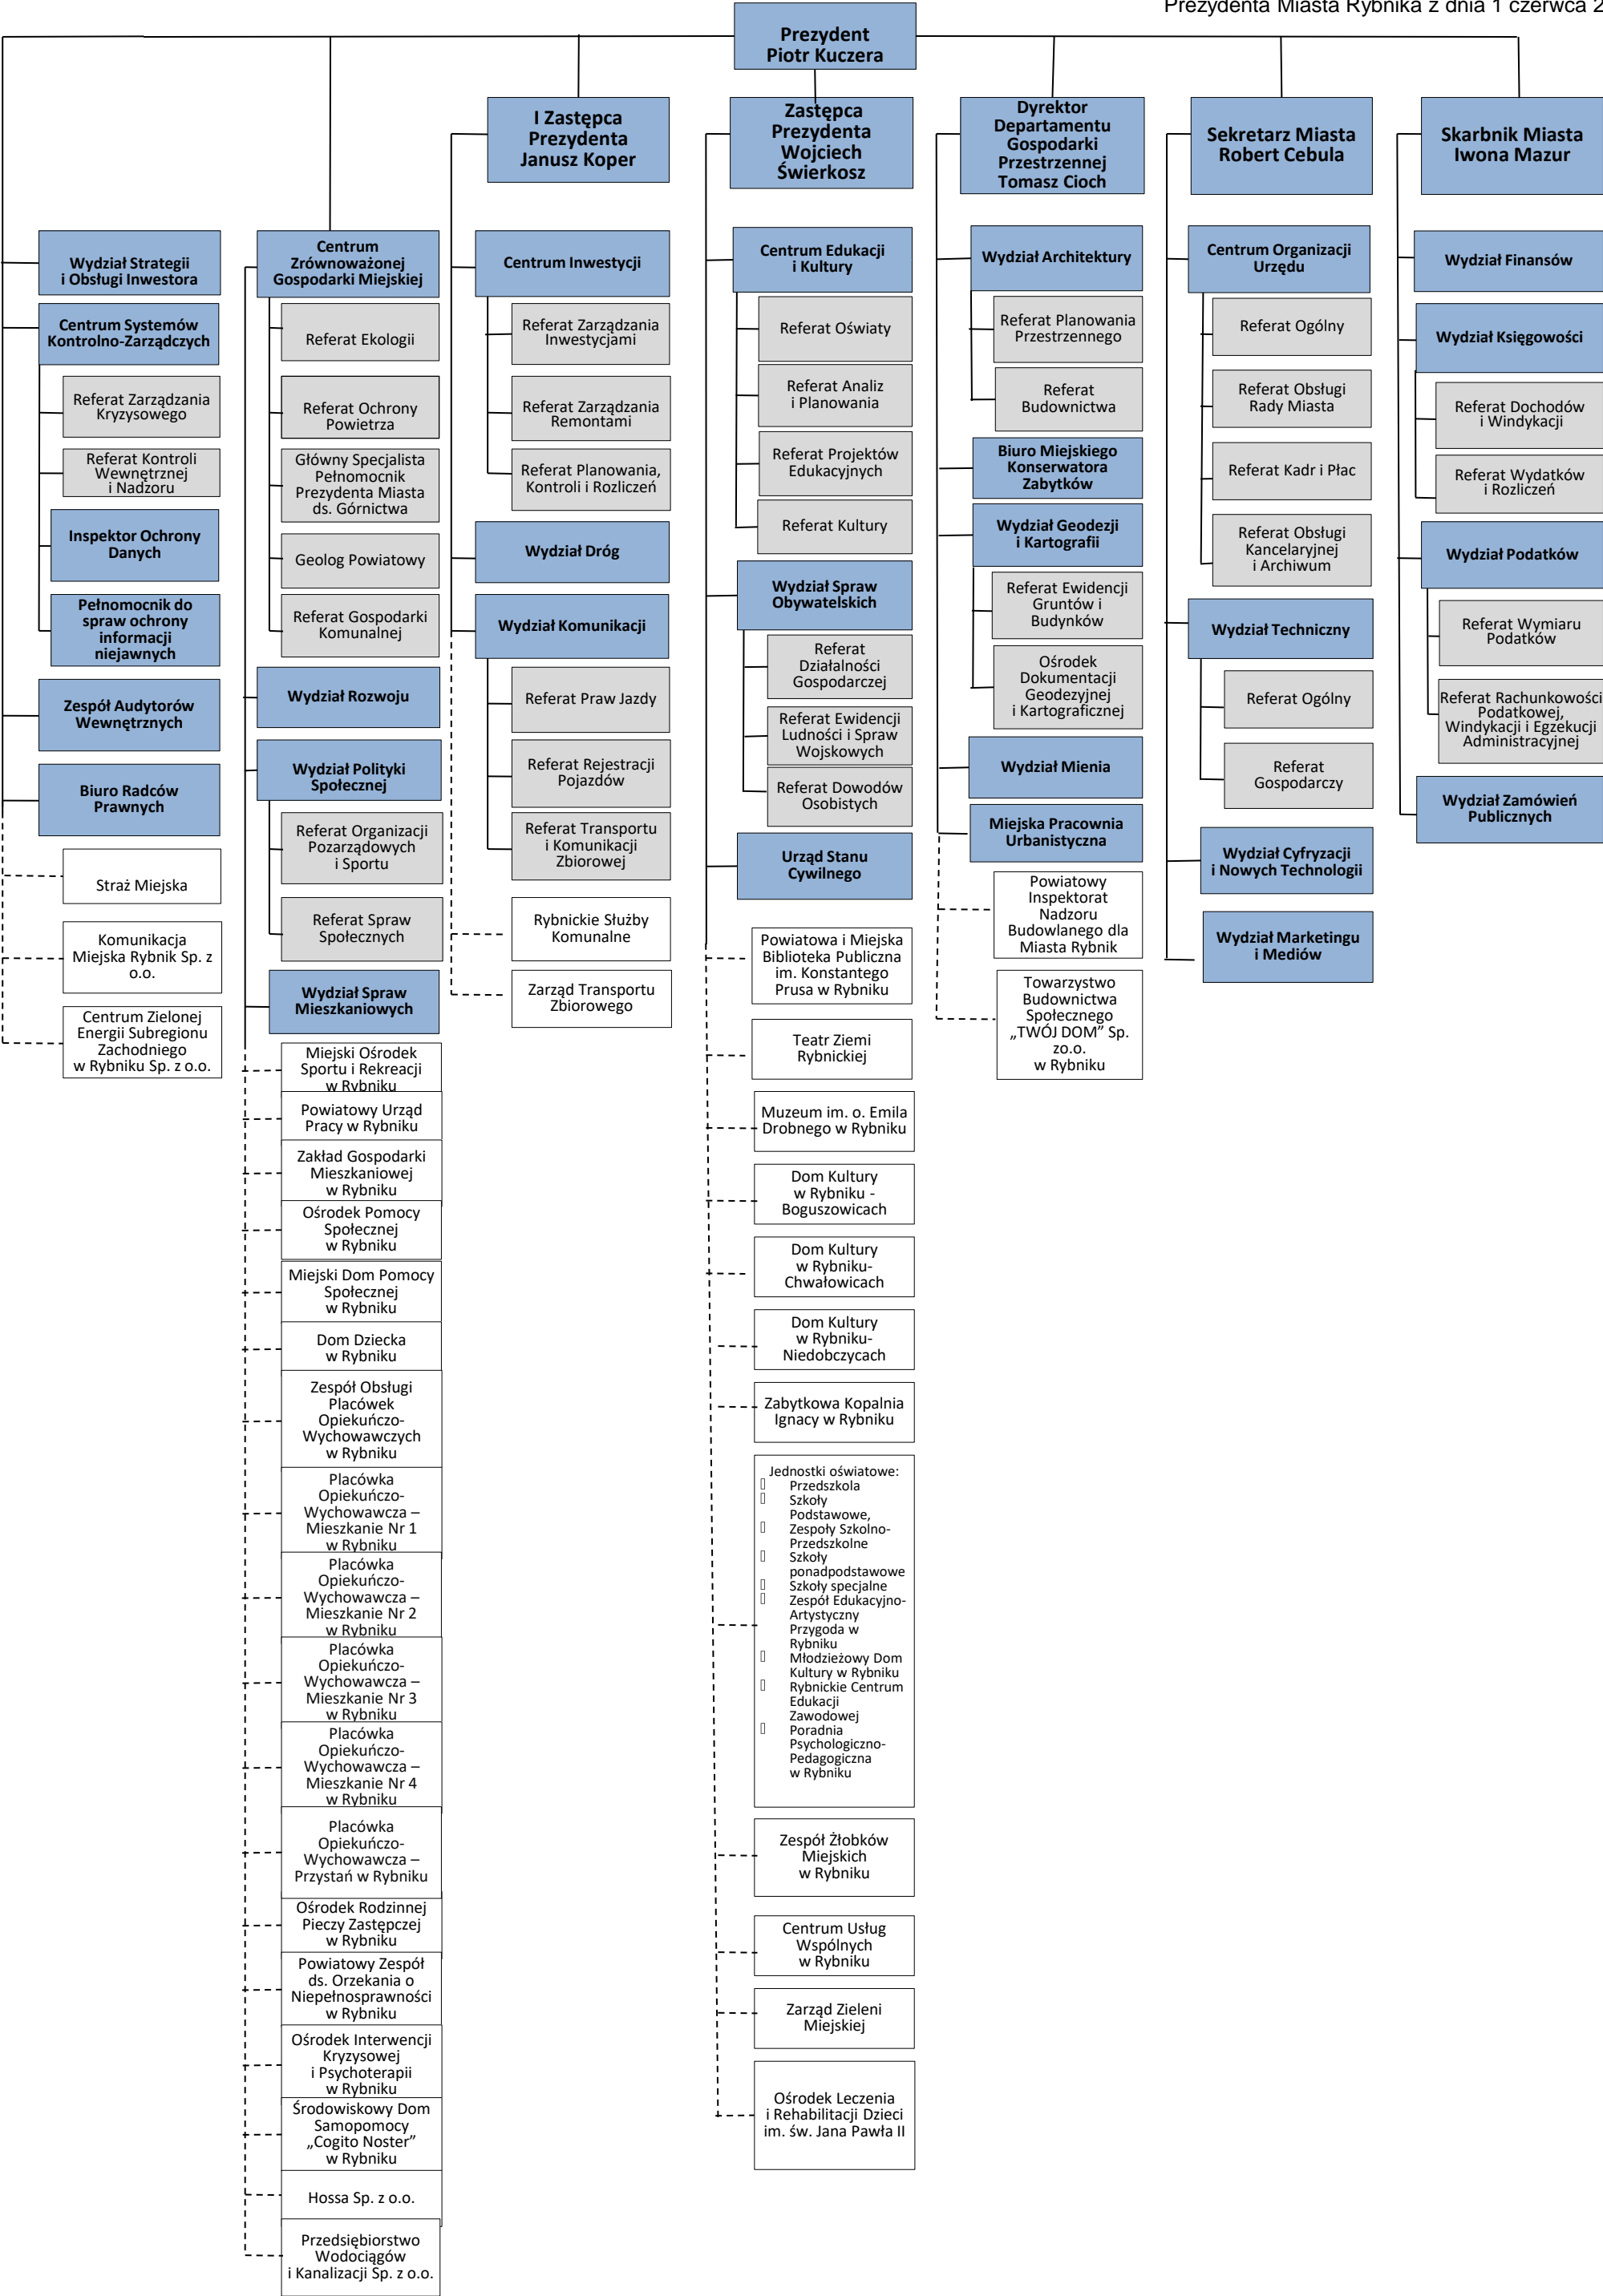 Prezydenta Miasta Rybnika z dnia 1 czerwca 2
Prezydent
Piotr Kuczera
I Zastępca
Prezydenta
Janusz Koper
Zastępca
Prezydenta
Wojciech
Świerkosz
Dyrektor
Departamentu
Gospodarki
Przestrzennej
Tomasz Cioch
Sekretarz Miasta
Robert Cebula
Skarbnik Miasta
Iwona Mazur
Wydział Strategii
i Obsługi Inwestora
Centrum Systemów
Kontrolno-Zarządczych
Referat Zarządzania
Kryzysowego
Referat Kontroli
Wewnętrznej
i Nadzoru
Inspektor Ochrony
Danych
Pełnomocnik do
spraw ochrony
informacji
niejawnych
Zespół Audytorów
Wewnętrznych
Biuro Radców
Prawnych
Straż Miejska
Komunikacja
Miejska Rybnik Sp. z
o.o.
Centrum Zielonej
Energii Subregionu
Zachodniego
w Rybniku Sp. z o.o.
Centrum
Zrównoważonej
Gospodarki Miejskiej
Referat Ekologii
Referat Ochrony
Powietrza
Główny Specjalista
Pełnomocnik
Prezydenta Miasta
ds. Górnictwa
Geolog Powiatowy
Referat Gospodarki
Komunalnej
Wydział Rozwoju
Wydział Polityki
Społecznej
Referat Organizacji
Pozarządowych
i Sportu
Referat Spraw
Społecznych
Wydział Spraw
Mieszkaniowych
Miejski Ośrodek
Sportu i Rekreacji
w Rybniku
Powiatowy Urząd
Pracy w Rybniku
Zakład Gospodarki
Mieszkaniowej
w Rybniku
Ośrodek Pomocy
Społecznej
w Rybniku
Miejski Dom Pomocy
Społecznej
w Rybniku
Dom Dziecka
w Rybniku
Zespół Obsługi
Placówek
Opiekuńczo-
Wychowawczych
w Rybniku
Placówka
Opiekuńczo-
Wychowawcza –
Mieszkanie Nr 1
w Rybniku
Placówka
Opiekuńczo-
Wychowawcza –
Mieszkanie Nr 2
w Rybniku
Placówka
Opiekuńczo-
Wychowawcza –
Mieszkanie Nr 3
w Rybniku
Placówka
Opiekuńczo-
Wychowawcza –
Mieszkanie Nr 4
w Rybniku
Placówka
Opiekuńczo-
Wychowawcza –
Przystań w Rybniku
Ośrodek Rodzinnej
Pieczy Zastępczej
w Rybniku
Powiatowy Zespół
ds. Orzekania o
Niepełnosprawności
w Rybniku
Ośrodek Interwencji
Kryzysowej
i Psychoterapii
w Rybniku
Środowiskowy Dom
Samopomocy
„Cogito Noster”
w Rybniku
Hossa Sp. z o.o.
Przedsiębiorstwo
Wodociągów
i Kanalizacji Sp. z o.o.
Centrum Inwestycji
Referat Zarządzania
Inwestycjami
Referat Zarządzania
Remontami
Referat Planowania,
Kontroli i Rozliczeń
Wydział Dróg
Wydział Komunikacji
Referat Praw Jazdy
Referat Rejestracji
Pojazdów
Referat Transportu
i Komunikacji
Zbiorowej
Rybnickie Służby
Komunalne
Zarząd Transportu
Zbiorowego
Centrum Edukacji
i Kultury
Referat Oświaty
Referat Analiz
i Planowania
Referat Projektów
Edukacyjnych
Referat Kultury
Wydział Spraw
Obywatelskich
Referat
Działalności
Gospodarczej
Referat Ewidencji
Ludności i Spraw
Wojskowych
Referat Dowodów
Osobistych
Urząd Stanu
Cywilnego
Powiatowa i Miejska
Biblioteka Publiczna
im. Konstantego
Prusa w Rybniku
Teatr Ziemi
Rybnickiej
Muzeum im. o. Emila
Drobnego w Rybniku
Dom Kultury
w Rybniku -
Boguszowicach
Dom Kultury
w Rybniku-
Chwałowicach
Dom Kultury
w Rybniku-
Niedobczycach
Zabytkowa Kopalnia
Ignacy w Rybniku
Jednostki oświatowe:
Przedszkola
Szkoły
Podstawowe,
Zespoły Szkolno-
Przedszkolne
Szkoły
ponadpodstawowe
Szkoły specjalne
Zespół Edukacyjno-
Artystyczny
Przygoda w
Rybniku
Młodzieżowy Dom
Kultury w Rybniku
Rybnickie Centrum
Edukacji
Zawodowej
Poradnia
Psychologiczno-
Pedagogiczna
w Rybniku
Zespół Żłobków
Miejskich
w Rybniku
Centrum Usług
Wspólnych
w Rybniku
Zarząd Zieleni
Miejskiej
Ośrodek Leczenia
i Rehabilitacji Dzieci
im. św. Jana Pawła II
Wydział Architektury
Referat Planowania
Przestrzennego
Referat
Budownictwa
Biuro Miejskiego
Konserwatora
Zabytków
Wydział Geodezji
i Kartografii
Referat Ewidencji
Gruntów i
Budynków
Ośrodek
Dokumentacji
Geodezyjnej
i Kartograficznej
Wydział Mienia
Miejska Pracownia
Urbanistyczna
Powiatowy
Inspektorat
Nadzoru
Budowlanego dla
Miasta Rybnik
Towarzystwo
Budownictwa
Społecznego
„TWÓJ DOM” Sp.
zo.o.
w Rybniku
Centrum Organizacji
Urzędu
Referat Ogólny
Referat Obsługi
Rady Miasta
Referat Kadr i Płac
Referat Obsługi
Kancelaryjnej
i Archiwum
Wydział Techniczny
Referat Ogólny
Referat
Gospodarczy
Wydział Cyfryzacji
i Nowych Technologii
Wydział Marketingu
i Mediów
Wydział Finansów
Wydział Księgowości
Referat Dochodów
i Windykacji
Referat Wydatków
i Rozliczeń
Wydział Podatków
Referat Wymiaru
Podatków
Referat Rachunkowości
Podatkowej,
Windykacji i Egzekucji
Administracyjnej
Wydział Zamówień
Publicznych